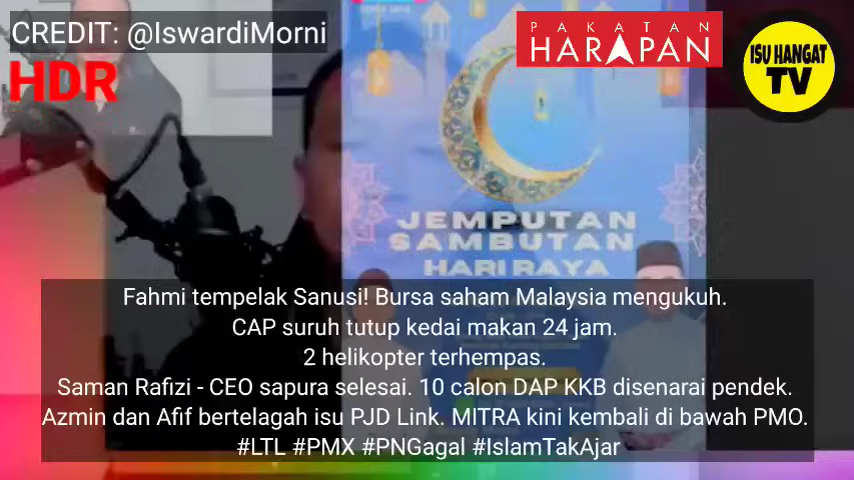 CREDIT: @IswardiMorni
HDR
PAKATAN
HARAPAN
ISU HANGAT
TV
JEMPUTAN
SAMBUTAN
HARI RAYA
Fahmi tempelak Sanusi! Bursa saham Malaysia mengukuh.
CAP suruh tutup kedai makan 24 jam.
2 helikopter terhempas.
Saman Rafizi - CEO sapura selesai. 10 calon DAP KKB disenarai pendek.
Azmin dan Afif bertelagah isu PJD Link. MITRA kini kembali di bawah PMO.
#LTL #PMX #PNGagal #IslamTakAjar